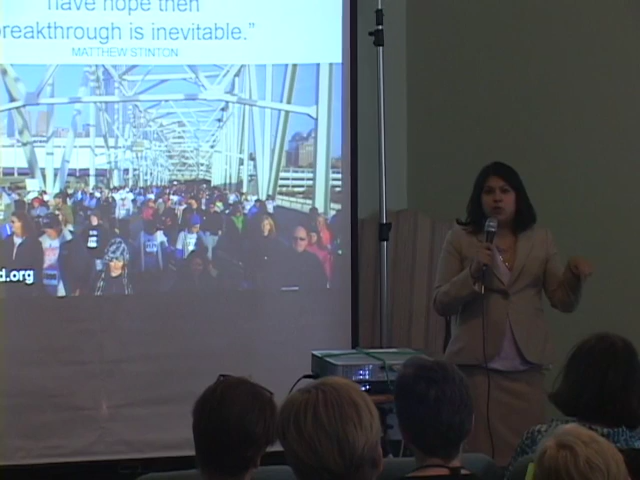 have hope then
breakthrough is inevitable.”
MATTHEW STINTON
d.org